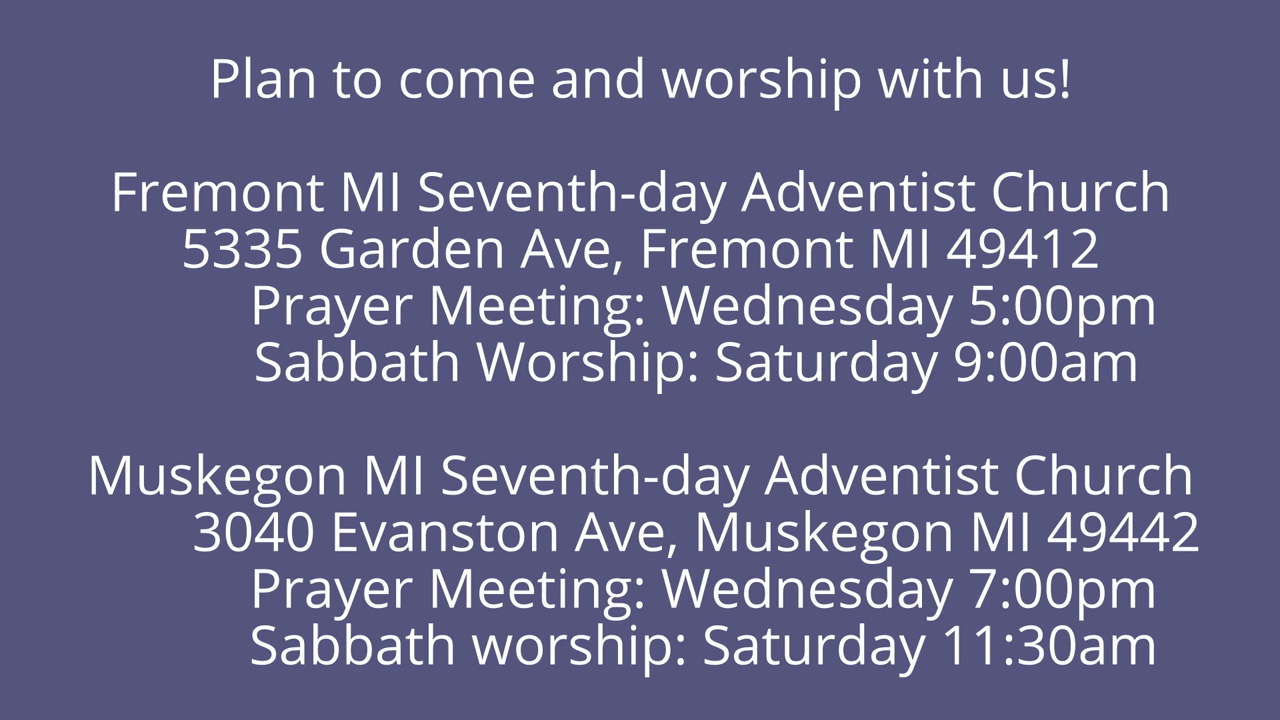 Plan to come and worship with us!
Fremont MI Seventh-day Adventist Church
5335 Garden Ave, Fremont MI 49412
Prayer Meeting: Wednesday 5:00pm
Sabbath Worship: Saturday 9:00am
Muskegon MI Seventh-day Adventist Church
3040 Evanston Ave, Muskegon MI 49442
Prayer Meeting: Wednesday 7:00pm
Sabbath worship: Saturday 11:30am